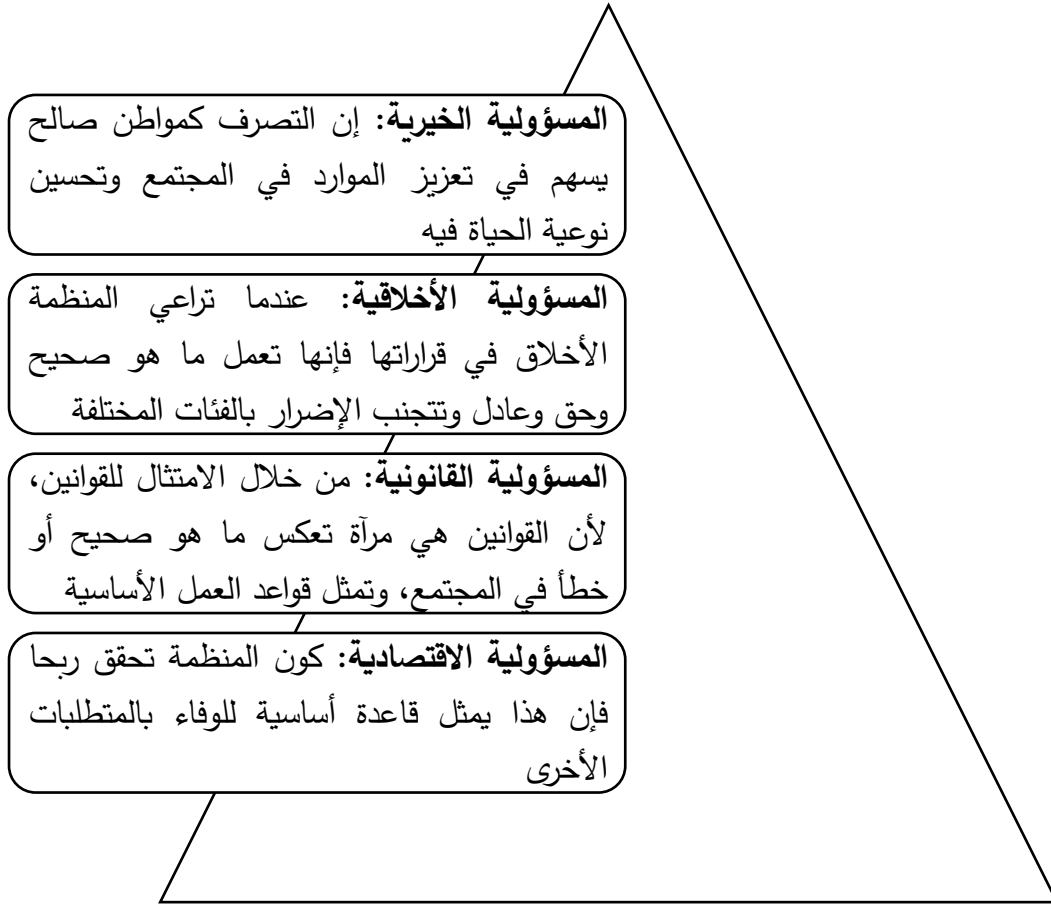 المسؤولية الخيرية: إن التصرف كمواطن صالح
يسهم في تعزيز الموارد في المجتمع وتحسين
نوعية الحياة فيه
المسؤولية الأخلاقية: عندما تراعي المنظمة
الأخلاق في قراراتها فإنها تعمل ما هو صحيح
وحق وعادل وتتجنب الإضرار بالفئات المختلفة
المسؤولية القانونية: من خلال الامتثال للقوانين،
لأن القوانين هي مرآة تعكس ما هو صحيح أو
خطأ في المجتمع، وتمثل قواعد العمل الأساسية
المسؤولية الاقتصادية: كون المنظمة تحقق ربحا
فإن هذا يمثل قاعدة أساسية للوفاء بالمتطلبات
الأخرى